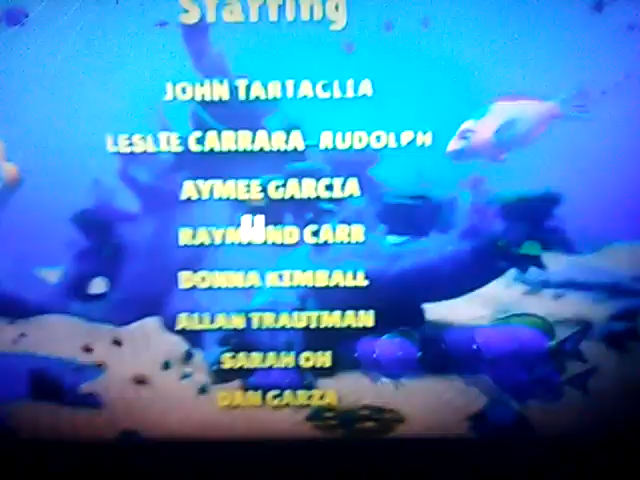 Starring
JOHN TARTAGLIA
LESLIE CARRARA RUDOLPH
AYMEE GARCIA
RAYMOND CARR
DONNA KIMBALL
ALLAN TRAUTMAN
SARAH OH
DAN GARZA